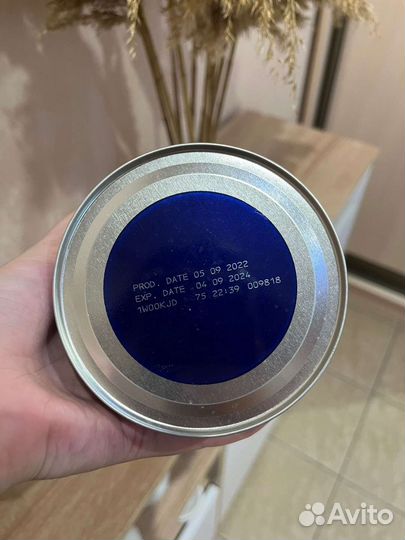 PROD. DATE 05 09 2022
EXP. DATE 04 09 2024
1W00KJD 75 22:39 009818
Avito